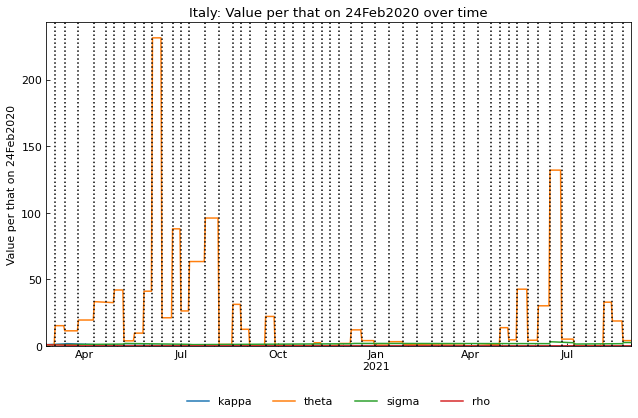 Italy: Value per that on 24Feb2020 over time
Value per that on 24Feb2020
200
150
100
50
0
Apr Jul Oct Jan Apr Jul
2021
kappa theta sigma rho